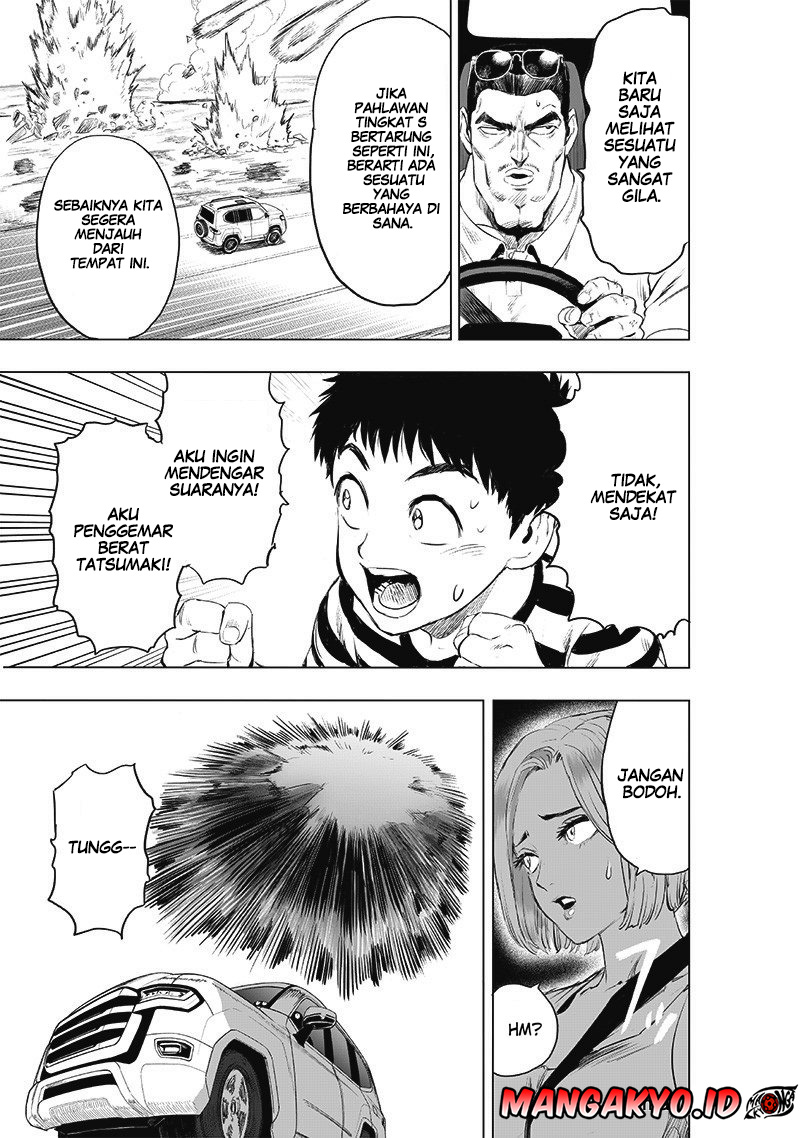 KITA
BARU
SAJA
MELIHAT
SESUATU
YANG
SANGAT
GILA.
JIKA
PAHLAWAN
TINGKAT S
BERTARUNG
SEPERTI INI,
BERARTI ADA
SESUATU
YANG
BERBAHAYA DI
SANA.
SEBAIKNYA KITA
SEGERA
MENJAUH
DARI
TEMPAT INI.
TIDAK,
MENDEKAT
SAJA!
AKU INGIN
MENDENGAR
SUARANYA!
AKU
PENGGEMAR
BERAT
TATSUMAKI!
JANGAN
BODOH.
HM?
TUNGG--
MANGAKYO.ID